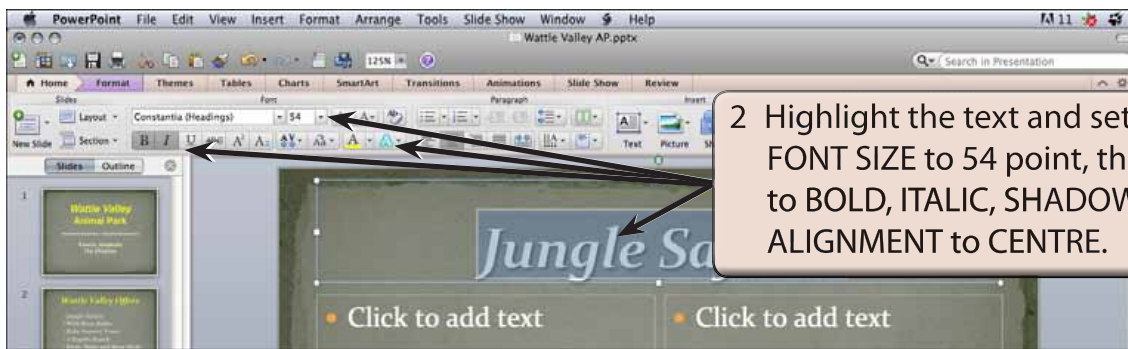 PowerPoint File Edit View Insert Format Arrange Tools Slide Show Window Help 11
Wattle Valley AP.pptx
125% Search in Presentation
Home Format Themes Tables Charts SmartArt Transitions Animations Slide Show Review
Slides Font Paragraph Insert
Layout Constantia (Headings) 54
New Slide Section B I U ABC Text Picture
Slides Outline
1
Wattle Valley
Animal Park
2
Wattle Valley Offers
Jungle Sa
Click to add text
Click to add text
2 Highlight the text and set
FONT SIZE to 54 point, th
to BOLD, ITALIC, SHADOW
ALIGNMENT to CENTRE.